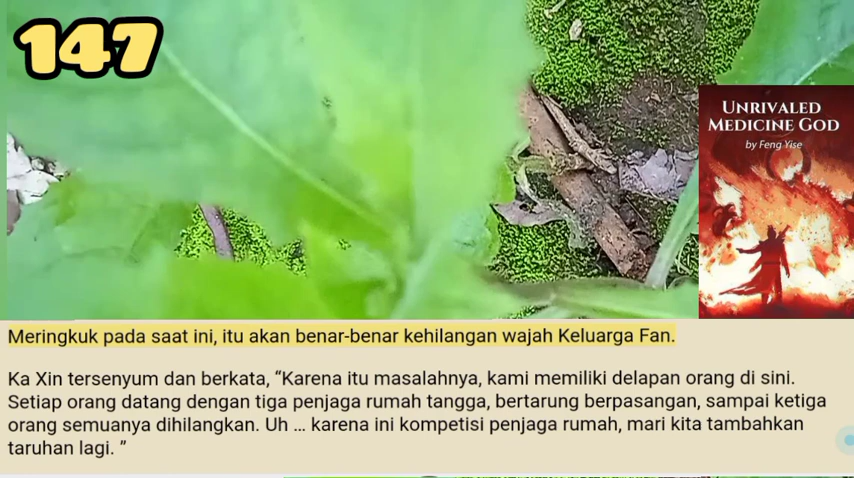 147
UNRIVALED
MEDICINE GOD
by Feng Yise
Meringkuk pada saat ini, itu akan benar-benar kehilangan wajah Keluarga Fan.
Ka Xin tersenyum dan berkata, “Karena itu masalahnya, kami memiliki delapan orang di sini.
Setiap orang datang dengan tiga penjaga rumah tangga, bertarung berpasangan, sampai ketiga
orang semuanya dihilangkan. Uh ... karena ini kompetisi penjaga rumah, mari kita tambahkan
taruhan lagi. ”